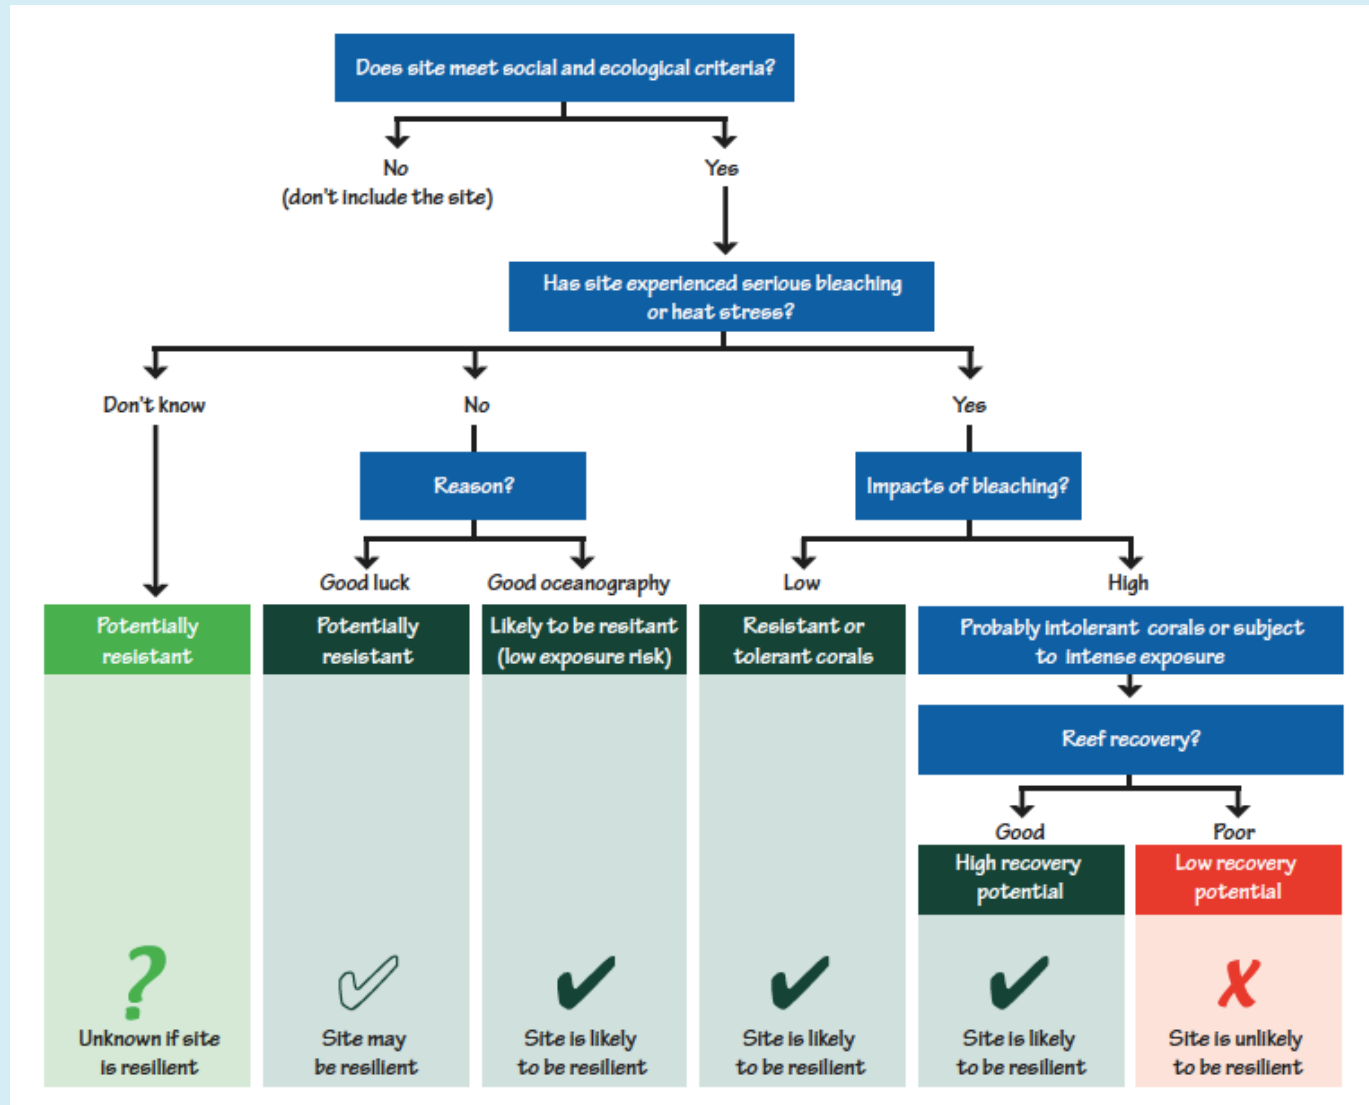 Does site meet social and ecological criteria?
No
(don't include the site)
Yes
Has site experienced serious bleaching
or heat stress?
Don't know
No
Yes
Reason?
Impacts of bleaching?
Good luck
Good oceanography
Low
High
Potentially
resistant
Potentially
resistant
Likely to be resitant
(low exposure risk)
Resistant or
tolerant corals
Probably intolerant corals or subject
to intense exposure
Reef recovery?
Good
Poor
High recovery
potential
Low recovery
potential
?
Unknown if site
is resilient
Site may
be resilient
Site is likely
to be resilient
Site is likely
to be resilient
Site is likely
to be resilient
Site is unlikely
to be resilient